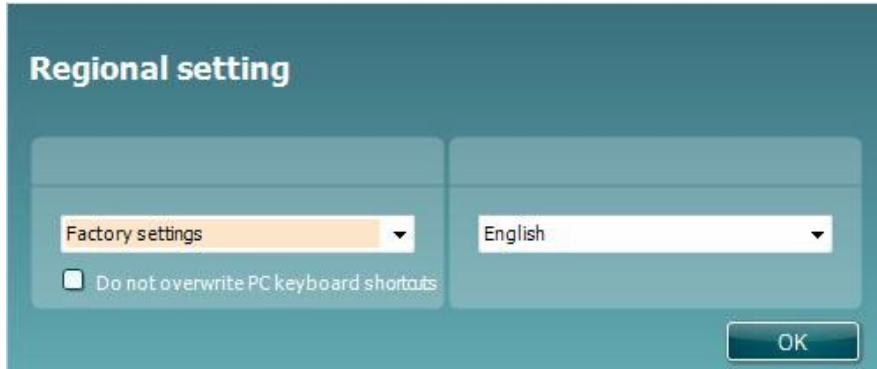 Regional setting
Factory settings
English
Do not overwrite PC keyboard shortcuts
OK